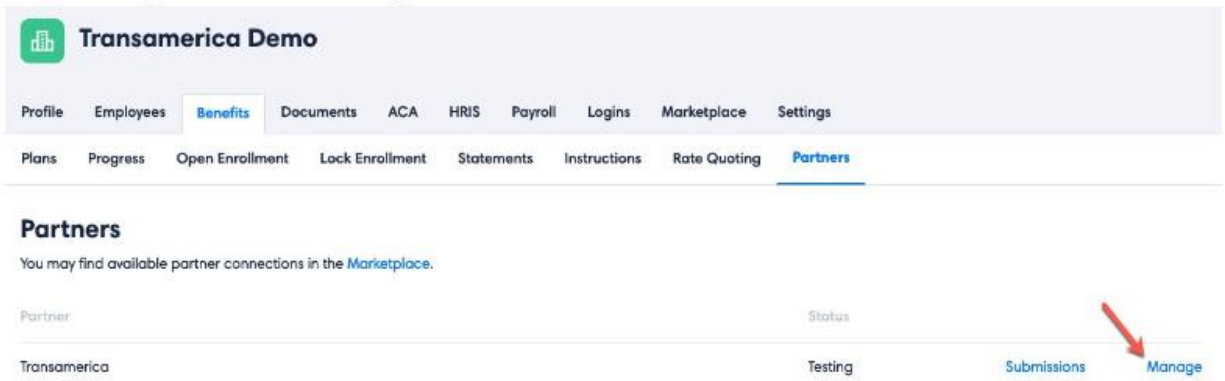 Transamerica Demo
Profile Employees Benefits Documents ACA HRIS Payroll Logins Marketplace Settings
Plans Progress Open Enrollment Lock Enrollment Statements Instructions Rate Quoting Partners
Partners
You may find available partner connections in the Marketplace.
Partner Status
Transamerica Testing Submissions Manage